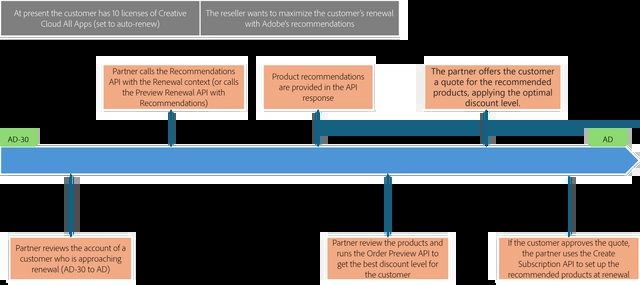 At present the customer has 10 licenses of Creative
Cloud All Apps (set to auto-renew)
The reseller wants to maximize the customer's renewal
with Adobe's recommendations
Partner calls the Recommendations
API with the Renewal context (or calls
the Preview Renewal API with
Recommendations)
Product recommendations
are provided in the API
response
The partner offers the customer
a quote for the recommended
products, applying the optimal
discount level.
AD-30
AD
Partner reviews the account of a
customer who is approaching
renewal (AD-30 to AD)
Partner review the products and
runs the Order Preview API to
get the best discount level for
the customer
If the customer approves the quote,
the partner uses the Create
Subscription API to set up the
recommended products at renewal